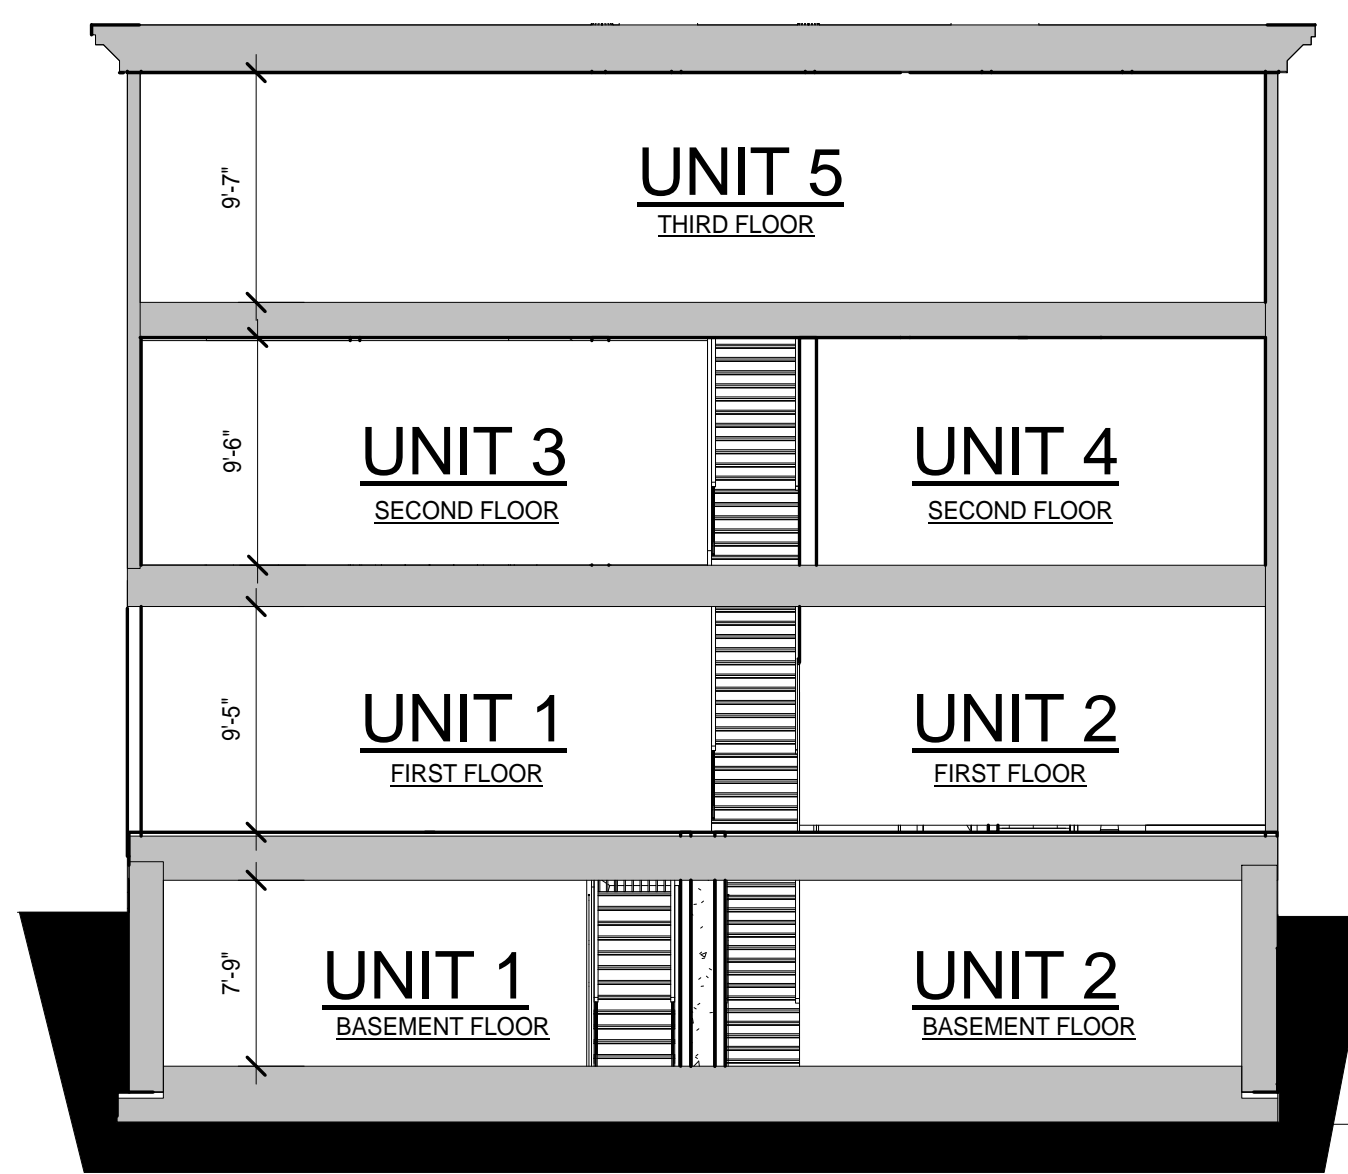 9'-7"
UNIT 5
THIRD FLOOR
9'-6"
UNIT 3
SECOND FLOOR
UNIT 4
SECOND FLOOR
9'-5"
UNIT 1
FIRST FLOOR
UNIT 2
FIRST FLOOR
7'-9"
UNIT 1
BASEMENT FLOOR
UNIT 2
BASEMENT FLOOR